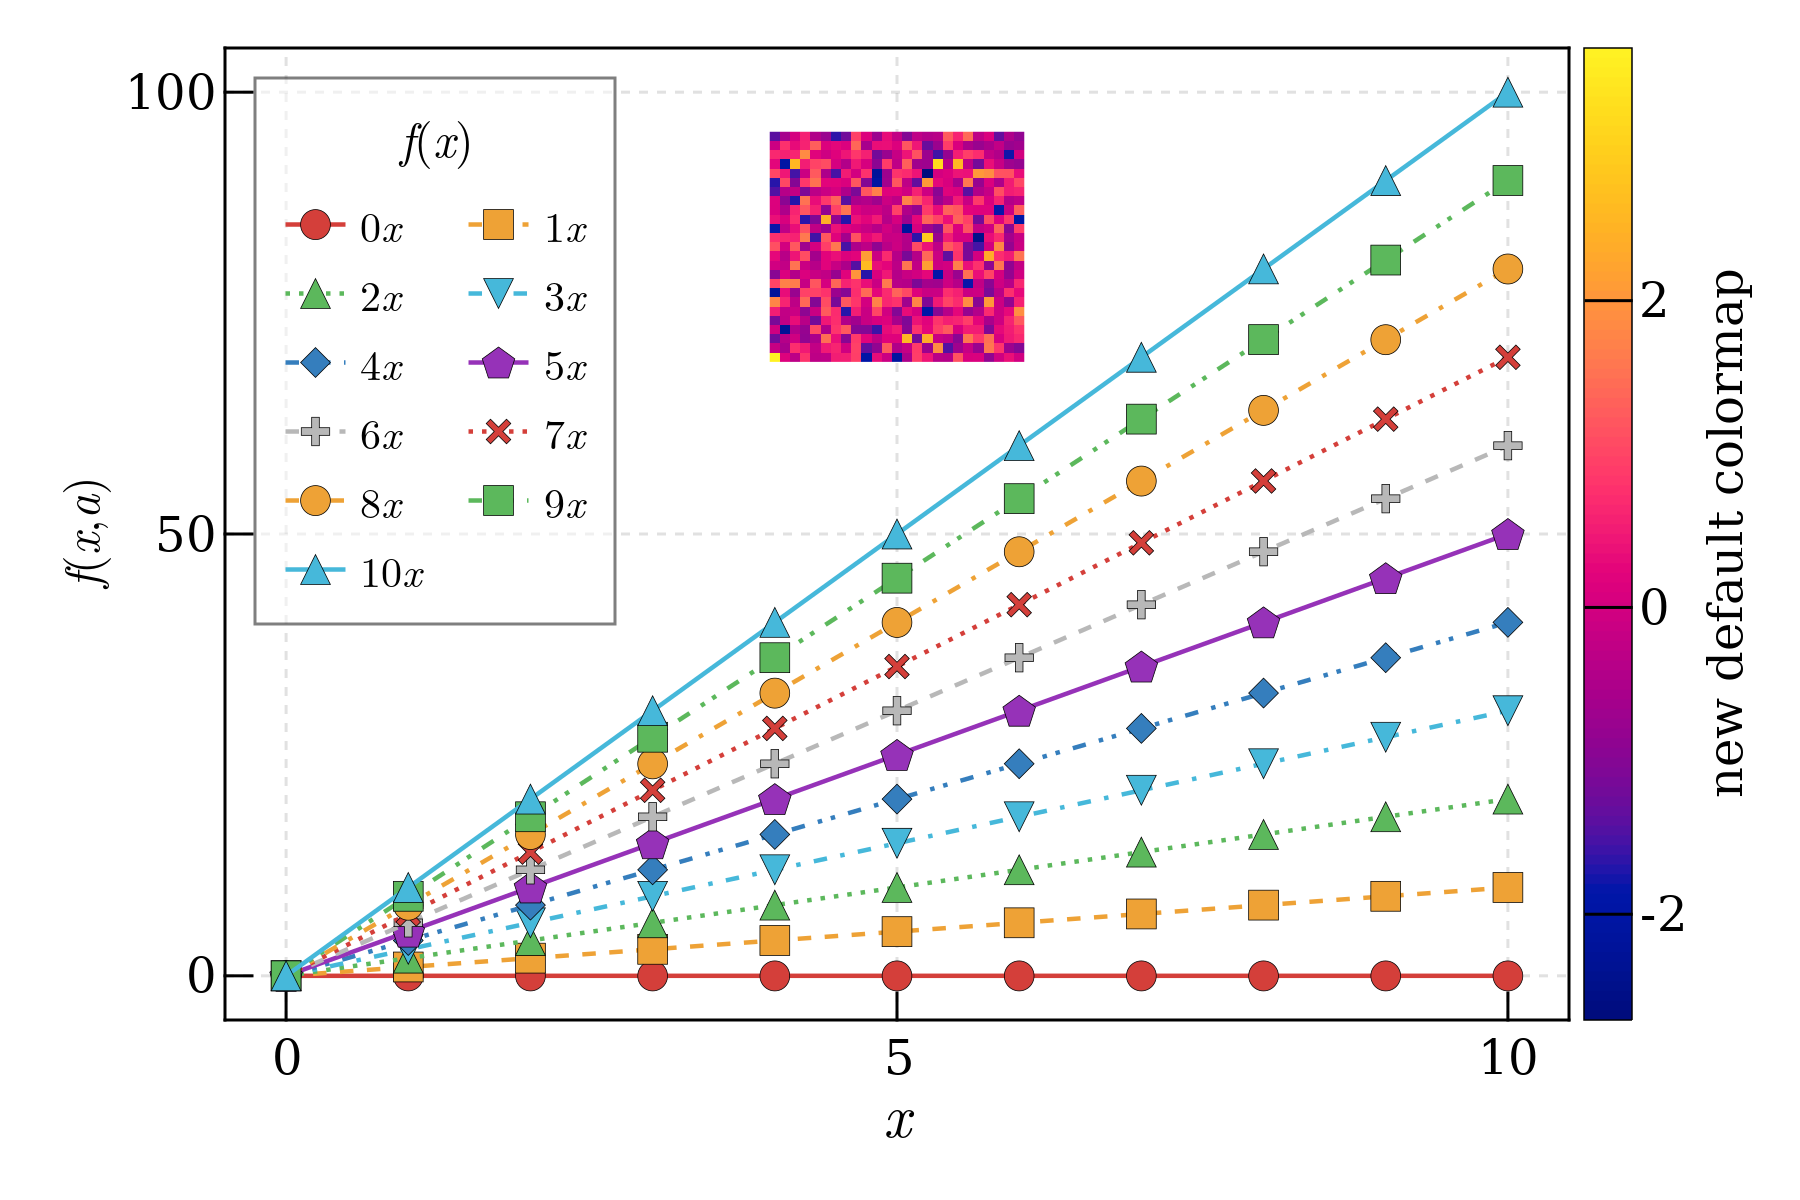 f(x,a)
100
50
0
f(x)
0x 1x
2x 3x
4x 5x
6x 7x
8x 9x
10x
0 5 10
x
2
0
-2
new default colormap